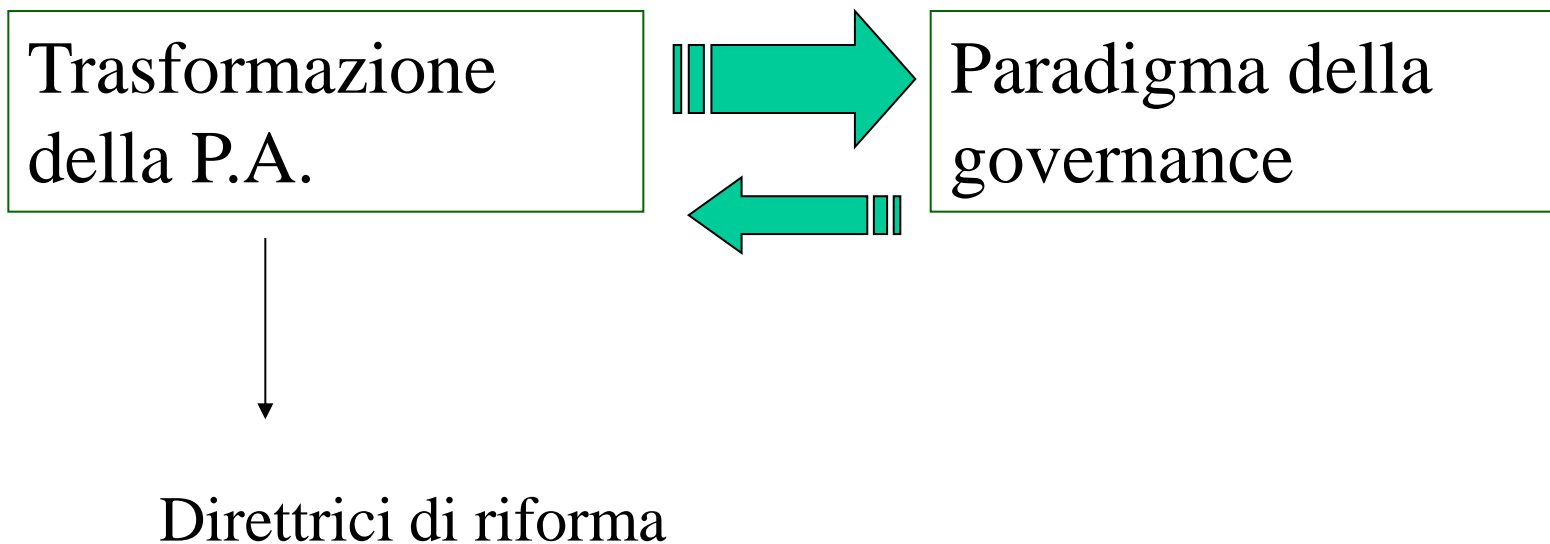 Trasformazione
della P.A.
Paradigma della
governance
Direttrici di riforma